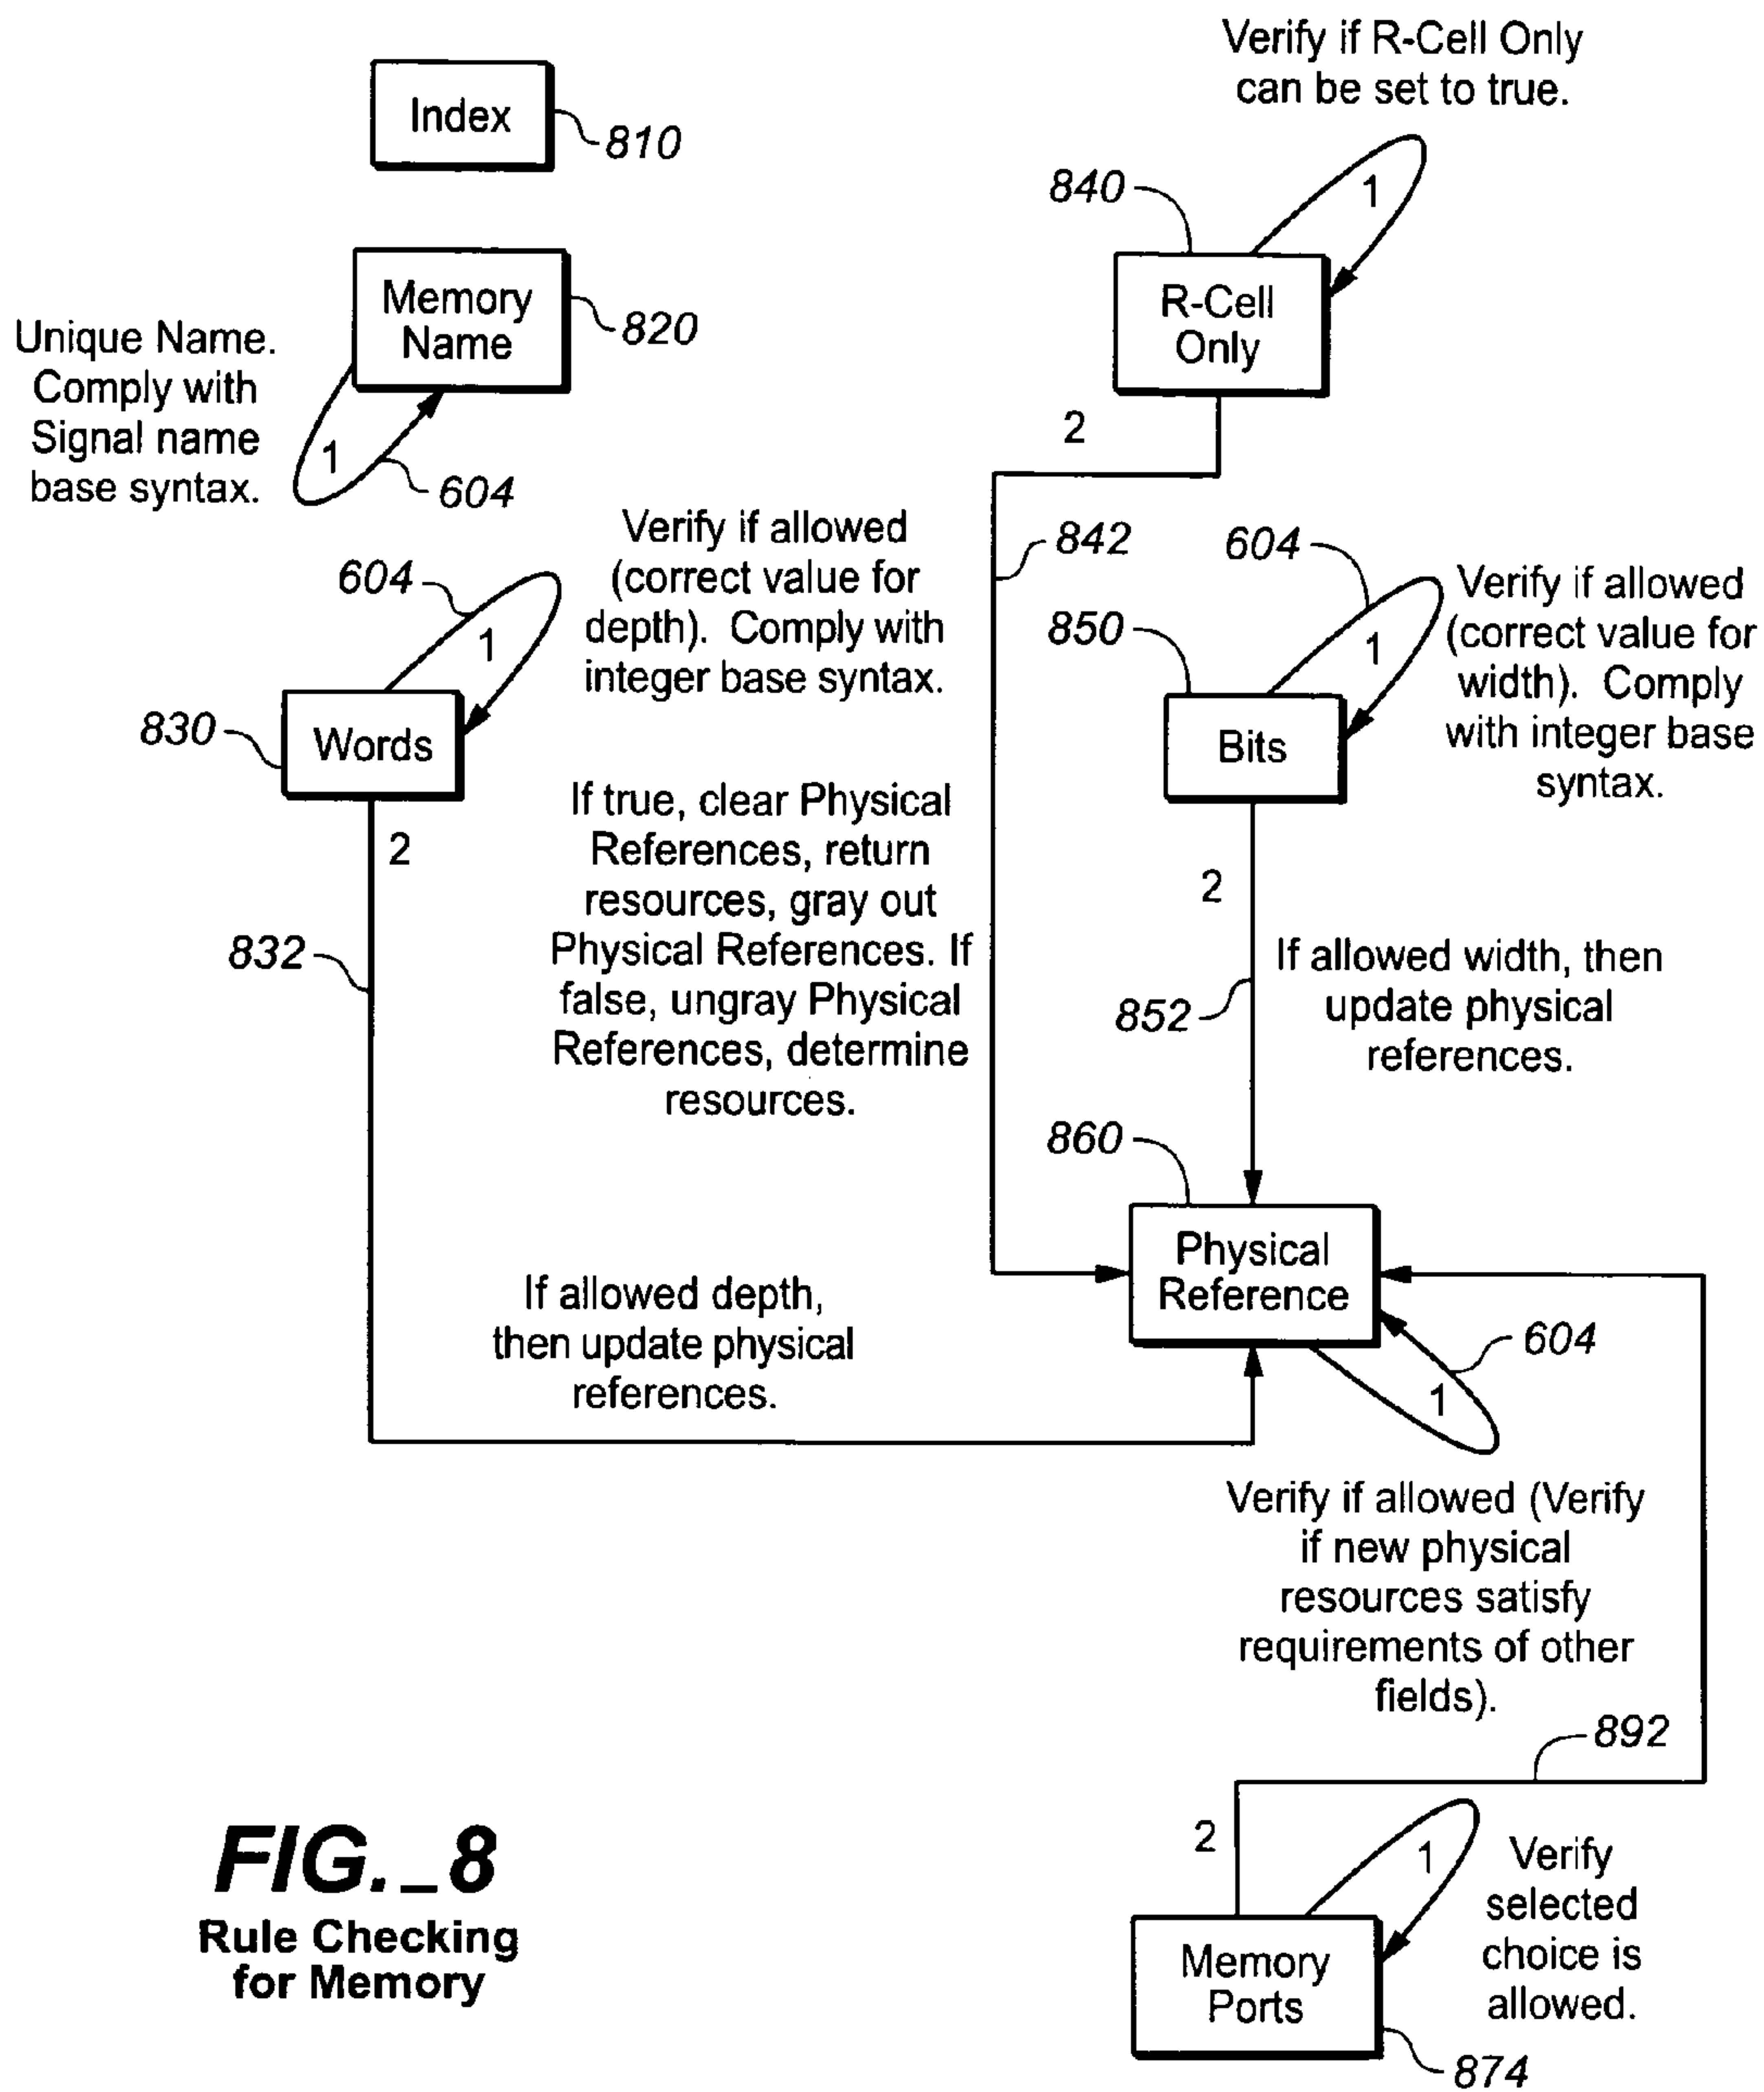 Verify if R-Cell Only
can be set to true.
Index
810
840
1
Memory
Name
820
R-Cell
Only
Unique Name.
Comply with
Signal name
base syntax.
1
604
2
842
Verify if allowed
(correct value for
depth).  Comply with
integer base syntax.
604
1
830
Words
604
850
1
Bits
Verify if allowed
(correct value for
width).  Comply
with integer base
syntax.
2
832
If true, clear Physical
References, return
resources, gray out
Physical References. If
false, ungray Physical
References, determine
resources.
2
852
If allowed width, then
update physical
references.
860
Physical
Reference
If allowed depth,
then update physical
references.
604
1
Verify if allowed (Verify
if new physical
resources satisfy
requirements of other
fields).
892
2
1
Verify
selected
choice is
allowed.
Memory
Ports
874
FIG._8
Rule Checking
for Memory